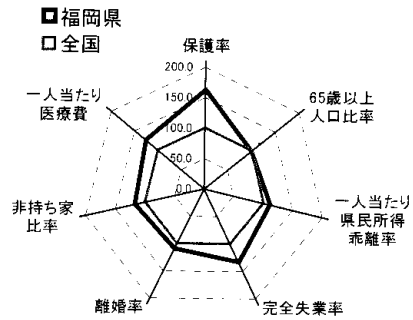 福岡県
全国
保護率
200.0
150.0
100.0
50.0
0.0
65歳以上
人口比率
一人当たり
県民所得
乖離率
完全失業率
離婚率
非持ち家
比率
一人当たり
医療費